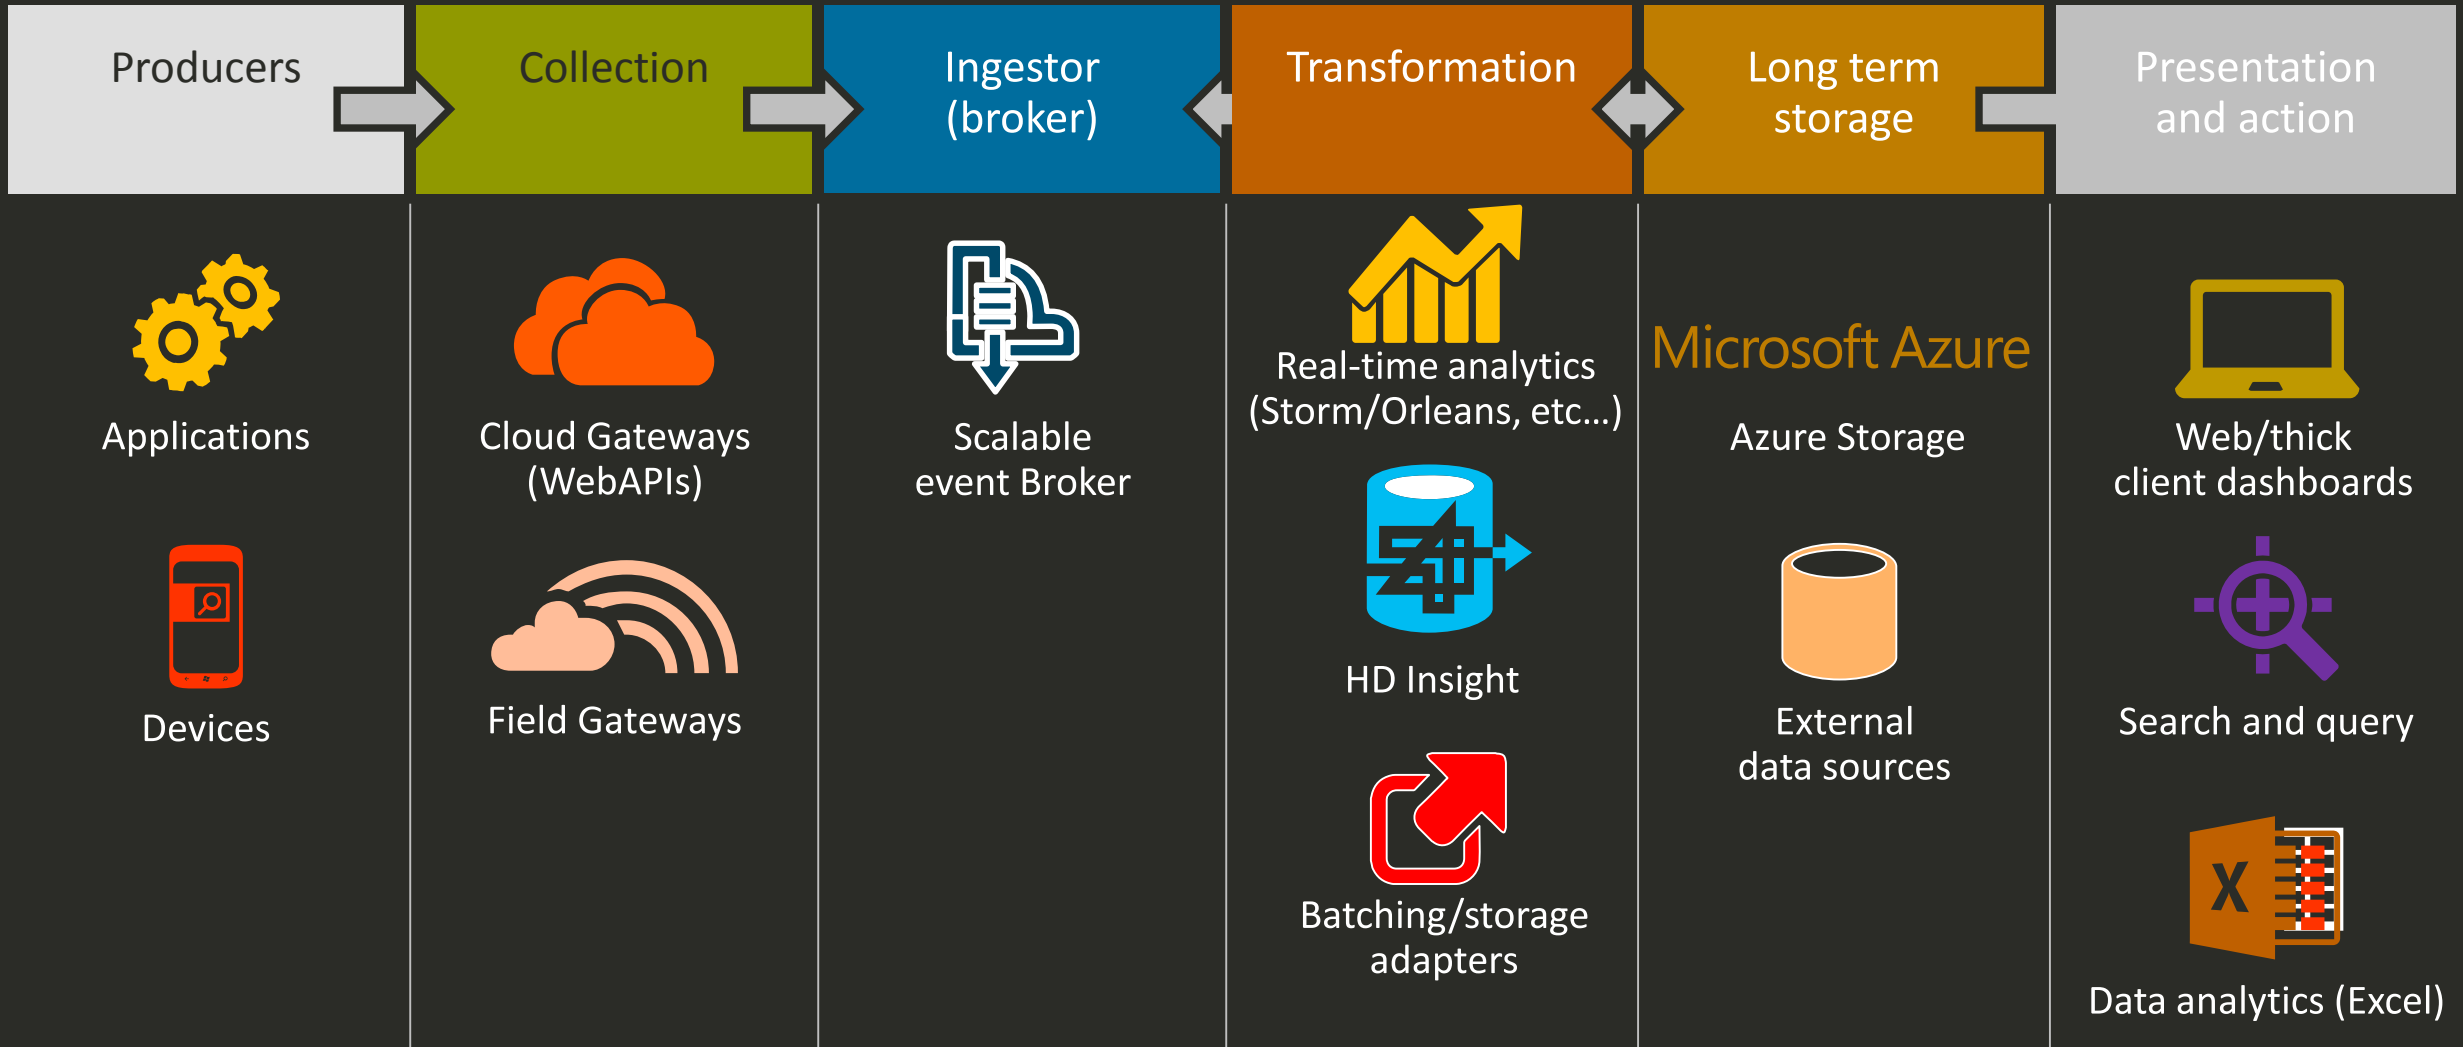 Producers
Collection
Ingestor
(broker)
Transformation
Long term
storage
Presentation
and action
Applications
Devices
Cloud Gateways
(WebAPIs)
Field Gateways
Scalable
event Broker
Real-time analytics
(Storm/Orleans, etc...)
HD Insight
Batching/storage
adapters
Microsoft Azure
Azure Storage
External
data sources
Web/thick
client dashboards
Search and query
X
Data analytics (Excel)